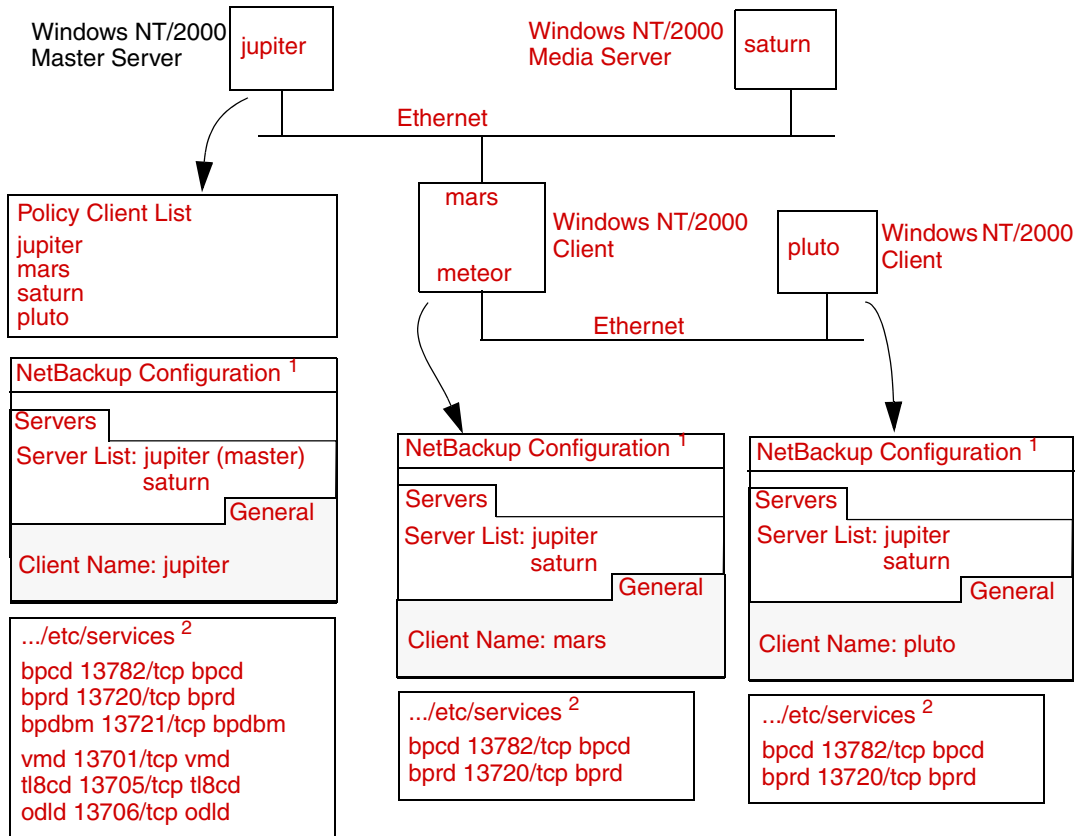 Windows NT/2000
Master Server
jupiter
Windows NT/2000
Media Server
saturn
Ethernet
mars
meteor
Windows NT/2000
Client
pluto
Windows NT/2000
Client
Ethernet
Policy Client List
jupiter
mars
saturn
pluto
NetBackup Configuration 1
Servers
Server List: jupiter (master)
saturn
General
Client Name: jupiter
.../etc/services 2
bpcd 13782/tcp bpcd
bprd 13720/tcp bprd
bpdbm 13721/tcp bpdbm
vmd 13701/tcp vmd
tl8cd 13705/tcp tl8cd
odld 13706/tcp odld
NetBackup Configuration 1
Servers
Server List: jupiter
saturn
General
Client Name: mars
.../etc/services 2
bpcd 13782/tcp bpcd
bprd 13720/tcp bprd
NetBackup Configuration 1
Servers
Server List: jupiter
saturn
General
Client Name: pluto
.../etc/services 2
bpcd 13782/tcp bpcd
bprd 13720/tcp bprd